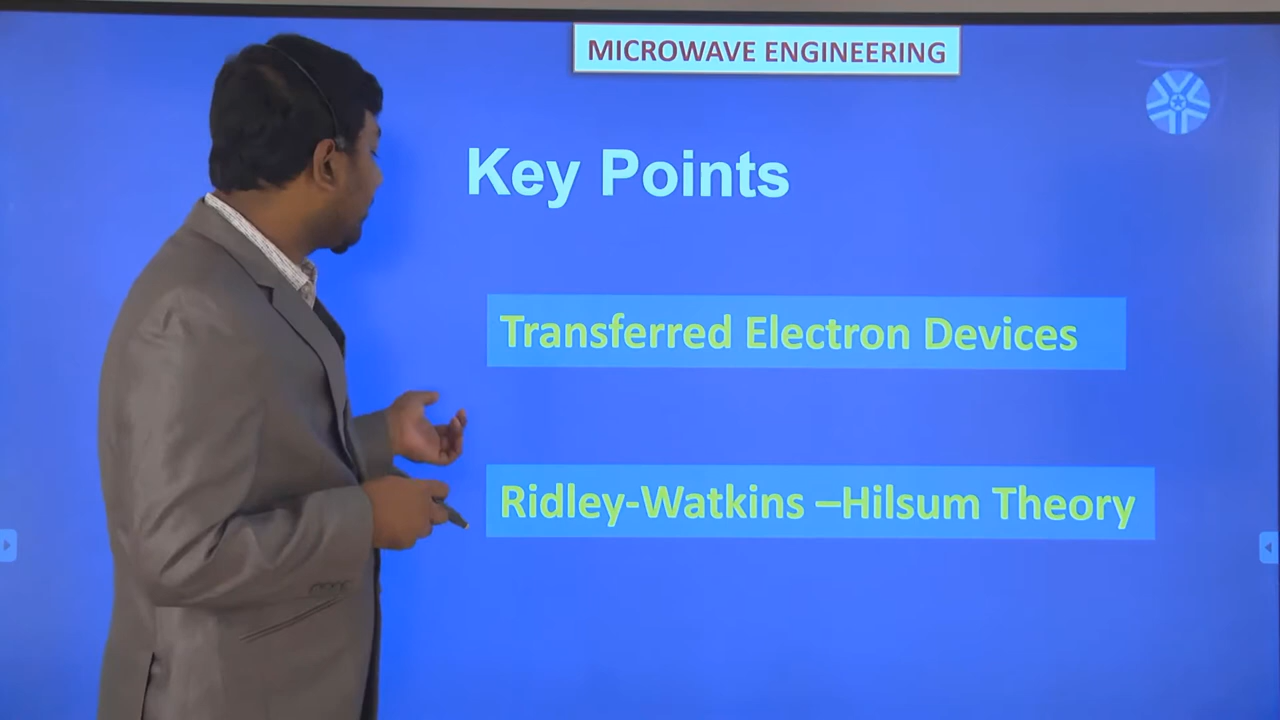 MICROWAVE ENGINEERING
Key Points
Transferred Electron Devices
Ridley-Watkins –Hilsum Theory